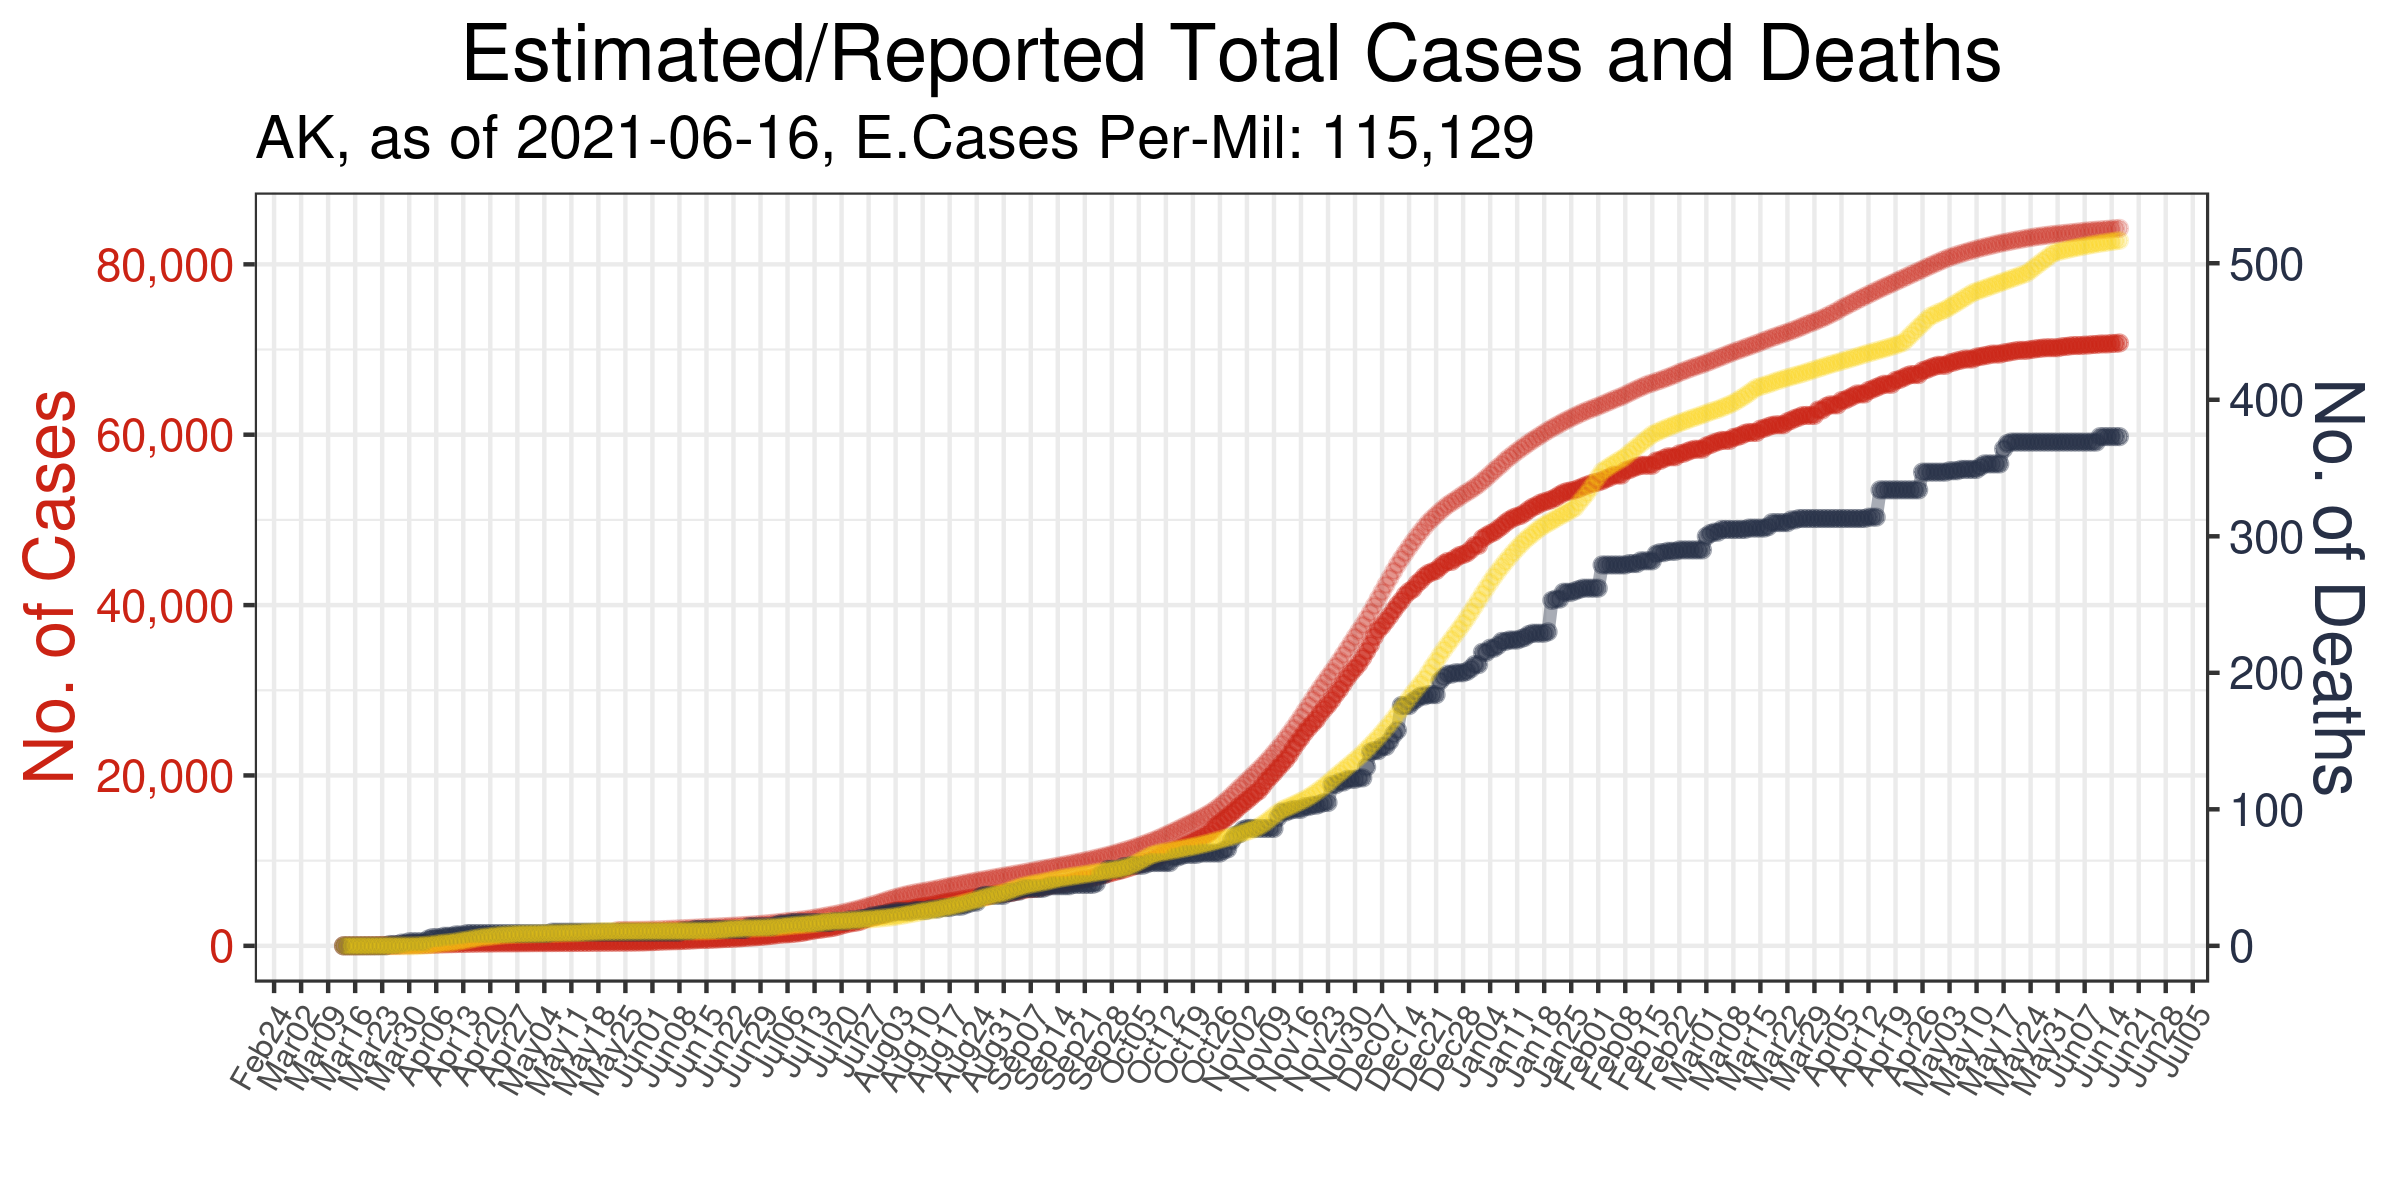 Estimated/Reported Total Cases and Deaths
AK, as of 2021-06-16, E.Cases Per-Mil: 115,129
No. of Cases
80,000
60,000
40,000
20,000
0
500
400
300
200
100
0
No. of Deaths
Feb24
Mar02
Mar09
Mar16
Mar23
Mar30
Apr06
Apr13
Apr20
Apr27
May04
May11
May18
May25
Jun01
Jun08
Jun15
Jun22
Jun29
Jul06
Jul13
Jul20
Jul27
Aug03
Aug10
Aug17
Aug24
Aug31
Sep07
Sep14
Sep21
Sep28
Oct05
Oct12
Oct19
Oct26
Nov02
Nov09
Nov16
Nov23
Nov30
Dec07
Dec14
Dec21
Dec28
Jan04
Jan11
Jan18
Jan25
Feb01
Feb08
Feb15
Feb22
Mar01
Mar08
Mar15
Mar22
Mar29
Apr05
Apr12
Apr19
Apr26
May03
May10
May17
May24
May31
Jun07
Jun14
Jun21
Jun28
Jul05